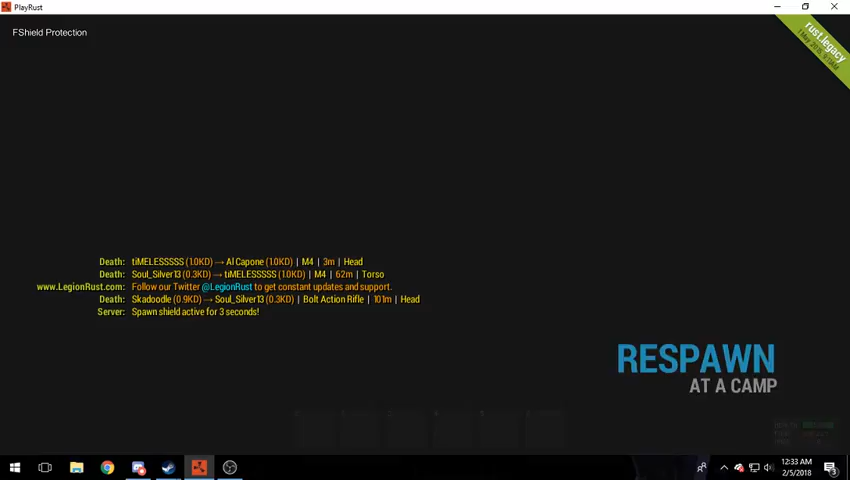 PlayRust
FShield Protection
rust.legacy
Death: tiMELESSSSS (1.0KD) → Al Capone (1.0KD) | M4 | 3m | Head
Death: Soul_Silver13 (0.3KD) → tiMELESSSSS (1.0KD) | M4 | 62m | Torso
www.LegionRust.com: Follow our Twitter @LegionRust to get constant updates and support.
Death: Skadoodle (0.9KD) → Soul_Silver13 (0.3KD) | Bolt Action Rifle | 101m | Head
Server: Spawn shield active for 3 seconds!
RESPAWN
AT A CAMP
12:33 AM
2/5/2018